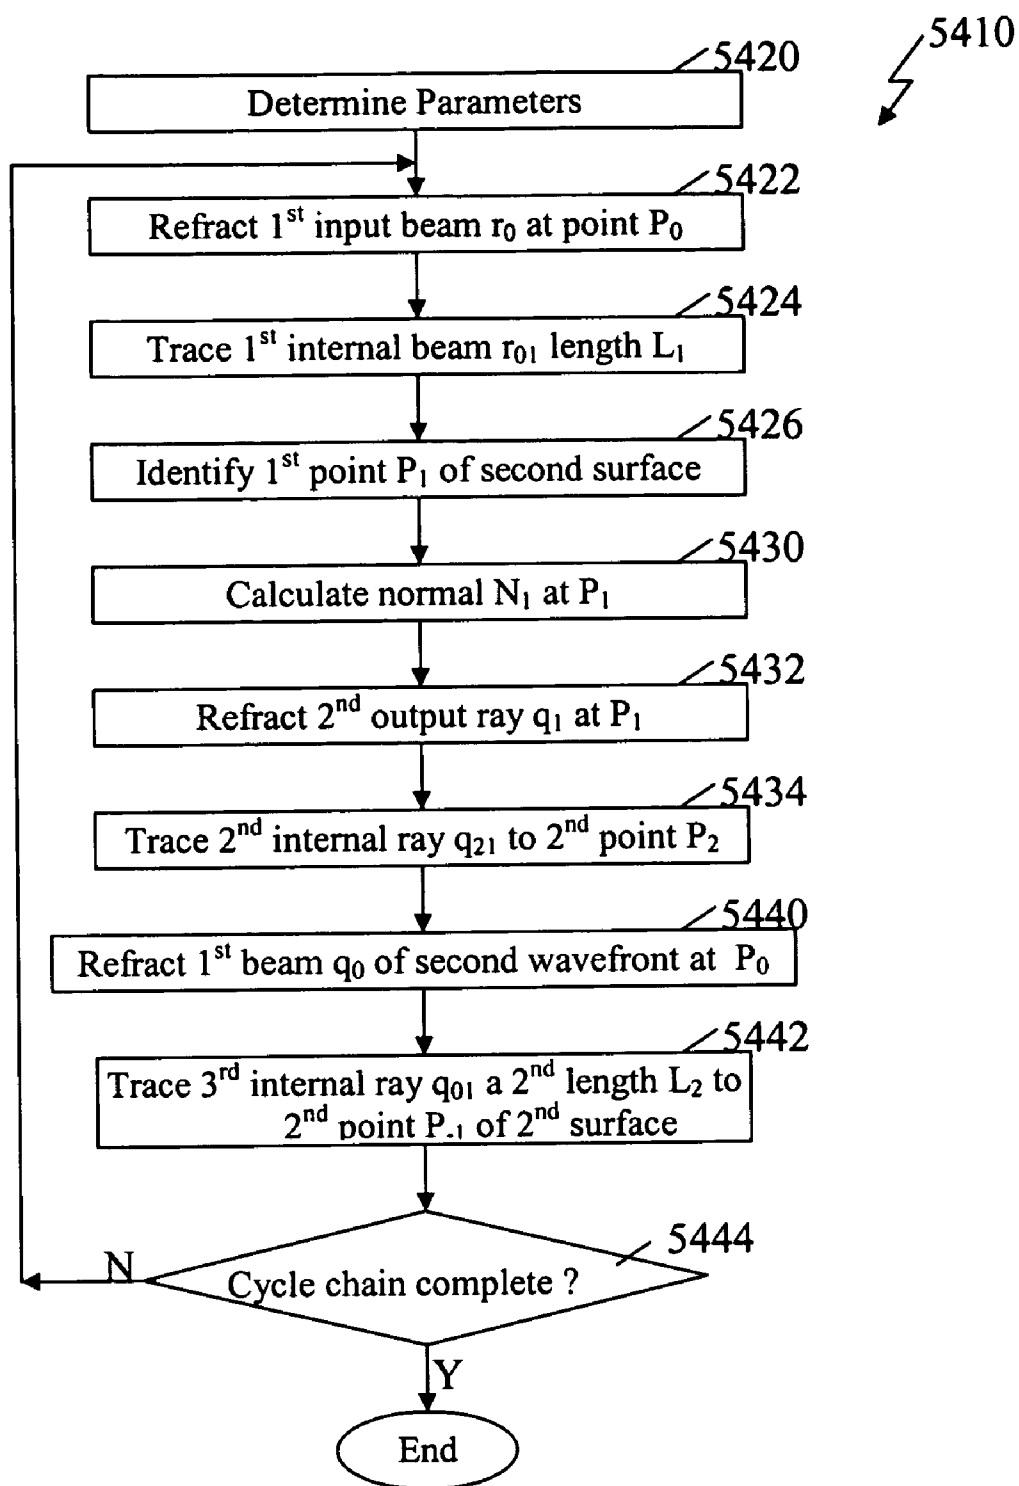 5410
5420
Determine Parameters
5422
Refract 1st input beam r0 at point P0
5424
Trace 1st internal beam r01 length L1
5426
Identify 1st point P1 of second surface
5430
Calculate normal N1 at P1
5432
Refract 2nd output ray q1 at P1
5434
Trace 2nd internal ray q21 to 2nd point P2
5440
Refract 1st beam q0 of second wavefront at P0
5442
Trace 3rd internal ray q01 a 2nd length L2 to
2nd point P-1 of 2nd surface
5444
N
Cycle chain complete ?
Y
End